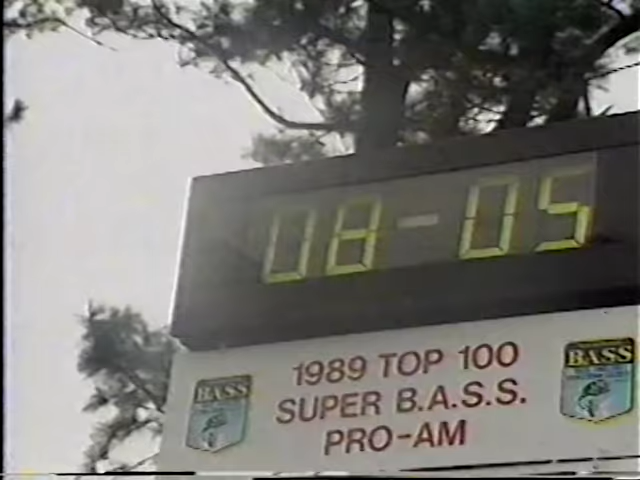 08-05
1989 TOP 100
SUPER B.A.S.S.
PRO-AM
BASS
BASS